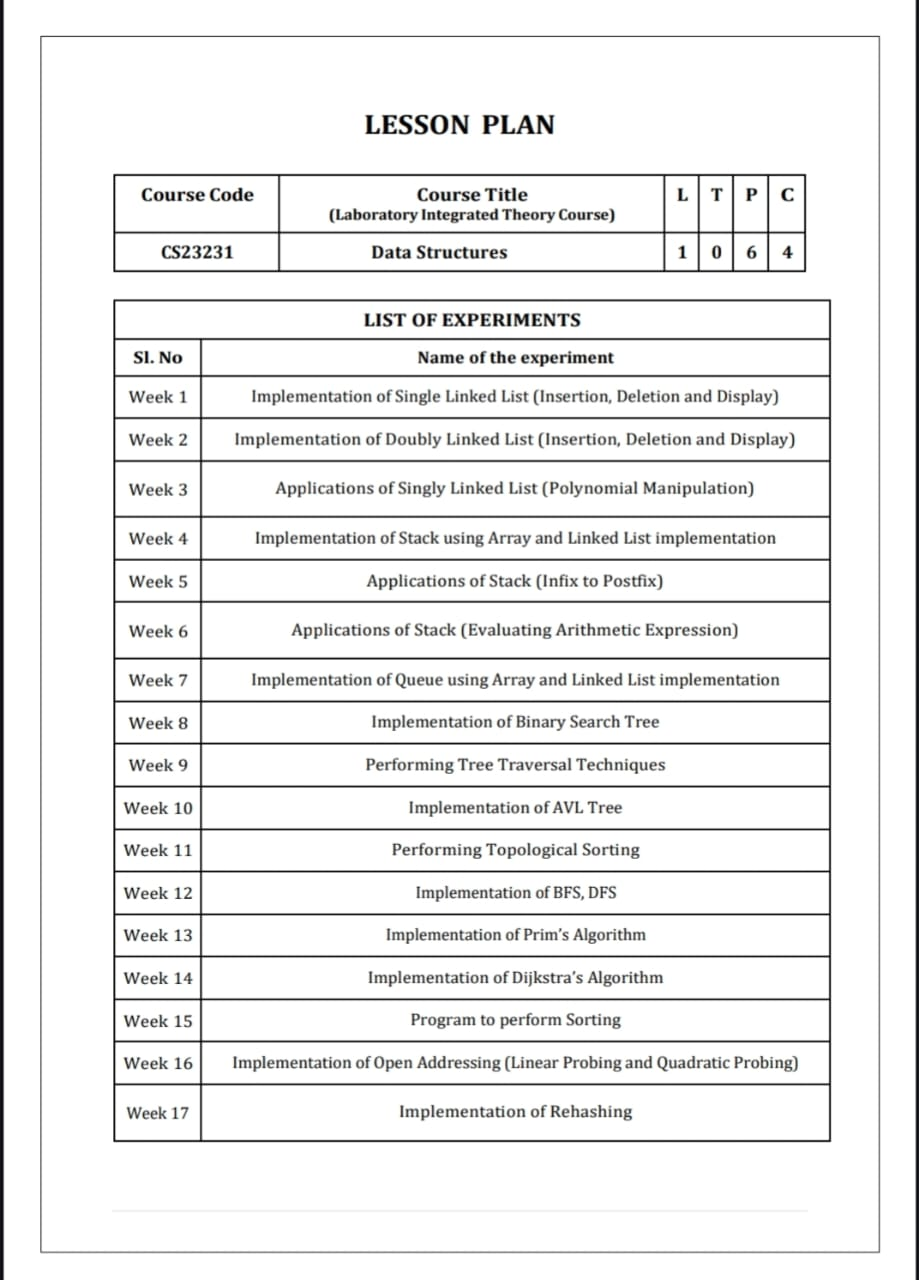 LESSON PLAN
Course Code Course Title L T P C
(Laboratory Integrated Theory Course)
CS23231 Data Structures 1 0 6 4
LIST OF EXPERIMENTS
Sl. No Name of the experiment
Week 1 Implementation of Single Linked List (Insertion, Deletion and Display)
Week 2 Implementation of Doubly Linked List (Insertion, Deletion and Display)
Week 3 Applications of Singly Linked List (Polynomial Manipulation)
Week 4 Implementation of Stack using Array and Linked List implementation
Week 5 Applications of Stack (Infix to Postfix)
Week 6 Applications of Stack (Evaluating Arithmetic Expression)
Week 7 Implementation of Queue using Array and Linked List implementation
Week 8 Implementation of Binary Search Tree
Week 9 Performing Tree Traversal Techniques
Week 10 Implementation of AVL Tree
Week 11 Performing Topological Sorting
Week 12 Implementation of BFS, DFS
Week 13 Implementation of Prim's Algorithm
Week 14 Implementation of Dijkstra's Algorithm
Week 15 Program to perform Sorting
Week 16 Implementation of Open Addressing (Linear Probing and Quadratic Probing)
Week 17 Implementation of Rehashing